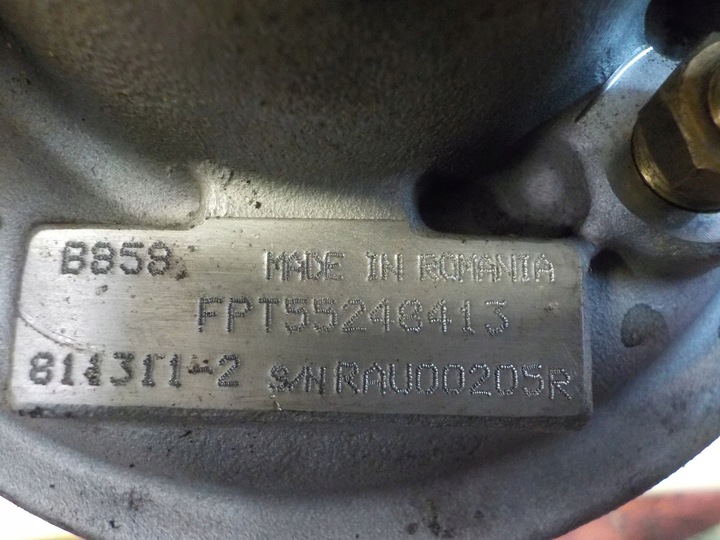 B858 MADE IN ROMANIA
FPT55248413
811311-2 S/N RAU00205R